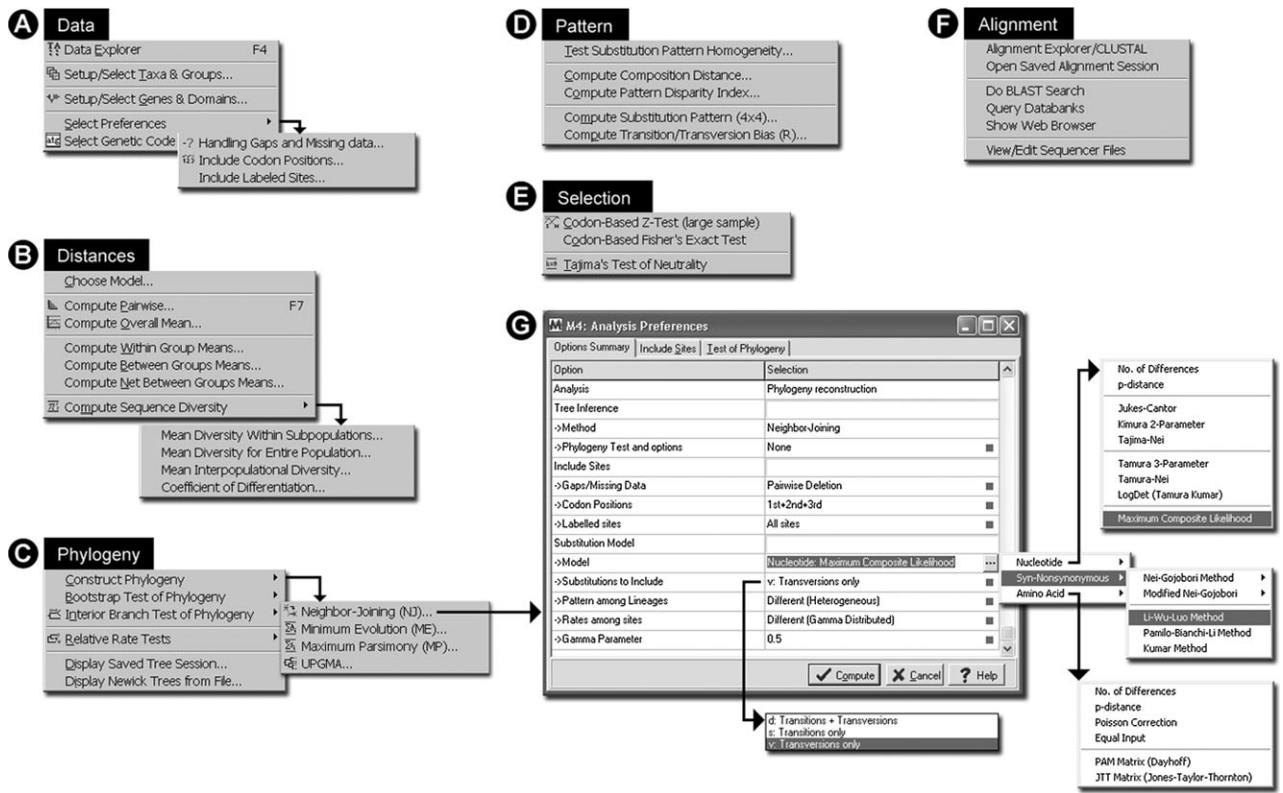 A Data
Data Explorer F4
Setup/Select Taxa & Groups...
Setup/Select Genes & Domains...
Select Preferences
Select Genetic Code
-? Handling Gaps and Missing data...
Include Codon Positions...
Include Labeled Sites...
B Distances
Choose Model...
Compute Pairwise... F7
Compute Overall Mean...
Compute Within Group Means...
Compute Between Groups Means...
Compute Net Between Groups Means...
Compute Sequence Diversity
Mean Diversity Within Subpopulations...
Mean Diversity for Entire Population...
Mean Interpopulational Diversity...
Coefficient of Differentiation...
C Phylogeny
Construct Phylogeny
Bootstrap Test of Phylogeny
Interior Branch Test of Phylogeny
Relative Rate Tests
Display Saved Tree Session...
Display Newick Trees from File...
Neighbor-Joining (NJ)...
Minimum Evolution (ME)...
Maximum Parsimony (MP)...
UPGMA...
D Pattern
Test Substitution Pattern Homogeneity...
Compute Composition Distance...
Compute Pattern Disparity Index...
Compute Substitution Pattern (4x4)...
Compute Transition/Transversion Bias (R)...
E Selection
Codon-Based Z-Test (large sample)
Codon-Based Fisher's Exact Test
Tajima's Test of Neutrality
F Alignment
Alignment Explorer/CLUSTAL
Open Saved Alignment Session
Do BLAST Search
Query Databanks
Show Web Browser
View/Edit Sequencer Files
G M4: Analysis Preferences
Options Summary Include Sites Test of Phylogeny
Option Selection
Analysis Phylogeny reconstruction
Tree Inference
->Method Neighbor-Joining
->Phylogeny Test and options None
Include Sites
->Gaps/Missing Data Pairwise Deletion
->Codon Positions 1st+2nd+3rd
->Labelled sites All sites
Substitution Model
->Model Nucleotide: Maximum Composite Likelihood ...
->Substitutions to Include v: Transversions only
->Pattern among Lineages Different (Heterogeneous)
->Rates among sites Different (Gamma Distributed)
->Gamma Parameter 0.5
Compute Cancel ? Help
d: Transitions + Transversions
s: Transitions only
v: Transversions only
Nucleotide
Syn-Nonsynonymous
Amino Acid
No. of Differences
p-distance
Jukes-Cantor
Kimura 2-Parameter
Tajima-Nei
Tamura 3-Parameter
Tamura-Nei
LogDet (Tamura Kumar)
Maximum Composite Likelihood
Nei-Gojobori Method
Modified Nei-Gojobori
Li-Wu-Luo Method
Pamilo-Bianchi-Li Method
Kumar Method
No. of Differences
p-distance
Poisson Correction
Equal Input
PAM Matrix (Dayhoff)
JTT Matrix (Jones-Taylor-Thornton)